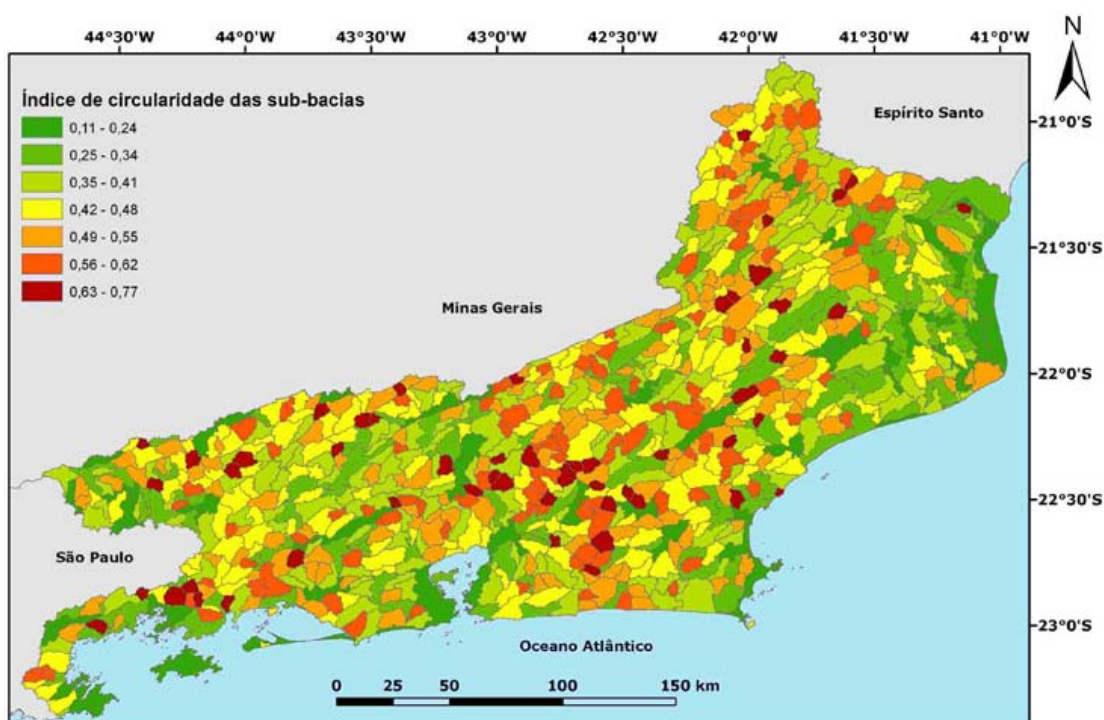 44°30'W 44°0'W 43°30'W 43°0'W 42°30'W 42°0'W 41°30'W 41°0'W
N
Índice de circularidade das sub-bacias
0,11 - 0,24
0,25 - 0,34
0,35 - 0,41
0,42 - 0,48
0,49 - 0,55
0,56 - 0,62
0,63 - 0,77
Espírito Santo
21°0'S
21°30'S
Minas Gerais
22°0'S
22°30'S
São Paulo
23°0'S
Oceano Atlântico
0 25 50 100 150 km